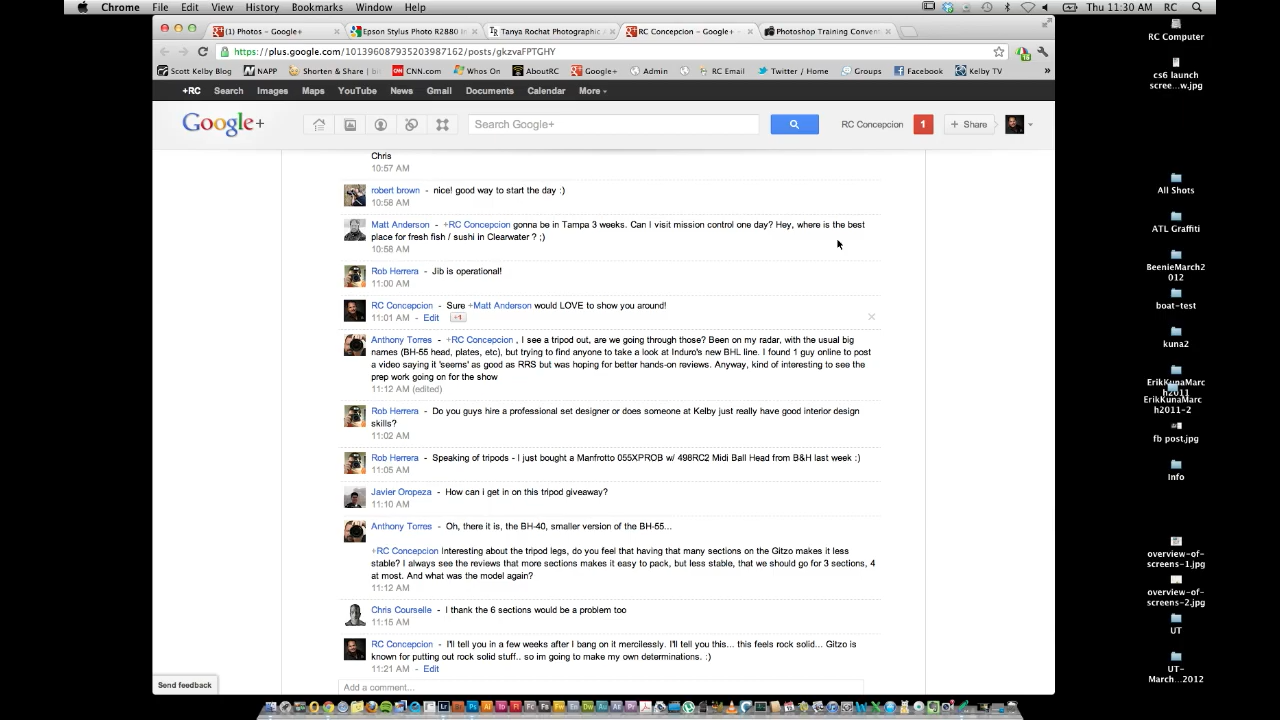 Chrome File Edit View History Bookmarks Window Help Thu 11:30 AM RC
(1) Photos - Google+ Epson Stylus Photo R2880 In Tanya Rochat Photographic RC Concepcion - Google+ Photoshop Training Convent
https://plus.google.com/101396087935203987162/posts/gkzvaFPTGHY
Scott Kelby Blog NAPP Shorten & Share | bi CNN.com Whos On AboutRC Google+ Admin RC Email Twitter / Home Groups Facebook Kelby TV »
+RC Search Images Maps YouTube News Gmail Documents Calendar More
Google+ Search Google+ RC Concepcion 1 + Share
Chris
10:57 AM
robert brown - nice! good way to start the day :)
10:58 AM
Matt Anderson - +RC Concepcion gonna be in Tampa 3 weeks. Can I visit mission control one day? Hey, where is the best
place for fresh fish / sushi in Clearwater ? ;)
10:58 AM
Rob Herrera - Jib is operational!
11:00 AM
RC Concepcion - Sure +Matt Anderson would LOVE to show you around!
11:01 AM - Edit +1
Anthony Torres - +RC Concepcion , I see a tripod out, are we going through those? Been on my radar, with the usual big
names (BH-55 head, plates, etc), but trying to find anyone to take a look at Induro's new BHL line. I found 1 guy online to post
a video saying it 'seems' as good as RRS but was hoping for better hands-on reviews. Anyway, kind of interesting to see the
prep work going on for the show
11:12 AM (edited)
Rob Herrera - Do you guys hire a professional set designer or does someone at Kelby just really have good interior design
skills?
11:02 AM
Rob Herrera - Speaking of tripods - I just bought a Manfrotto 055XPROB w/ 498RC2 Midi Ball Head from B&H last week :)
11:05 AM
Javier Oropeza - How can i get in on this tripod giveaway?
11:10 AM
Anthony Torres - Oh, there it is, the BH-40, smaller version of the BH-55...
+RC Concepcion Interesting about the tripod legs, do you feel that having that many sections on the Gitzo makes it less
stable? I always see the reviews that more sections makes it easy to pack, but less stable, that we should go for 3 sections, 4
at most. And what was the model again?
11:12 AM
Chris Courselle - I thank the 6 sections would be a problem too
11:15 AM
RC Concepcion - I'll tell you in a few weeks after I bang on it mercilessly. I'll tell you this... this feels rock solid... Gitzo is
known for putting out rock solid stuff.. so im going to make my own determinations. :)
11:21 AM - Edit
Add a comment...
Send feedback
RC Computer
cs6 launch
scree...w.jpg
All Shots
ATL Graffiti
BeenieMarch2
012
boat-test
kuna2
ErikKunaMarc
h2011
ErikKunaMarc
h2011-2
fb post.jpg
Info
overview-of-
screens-1.jpg
overview-of-
screens-2.jpg
UT
UT-
March...2012